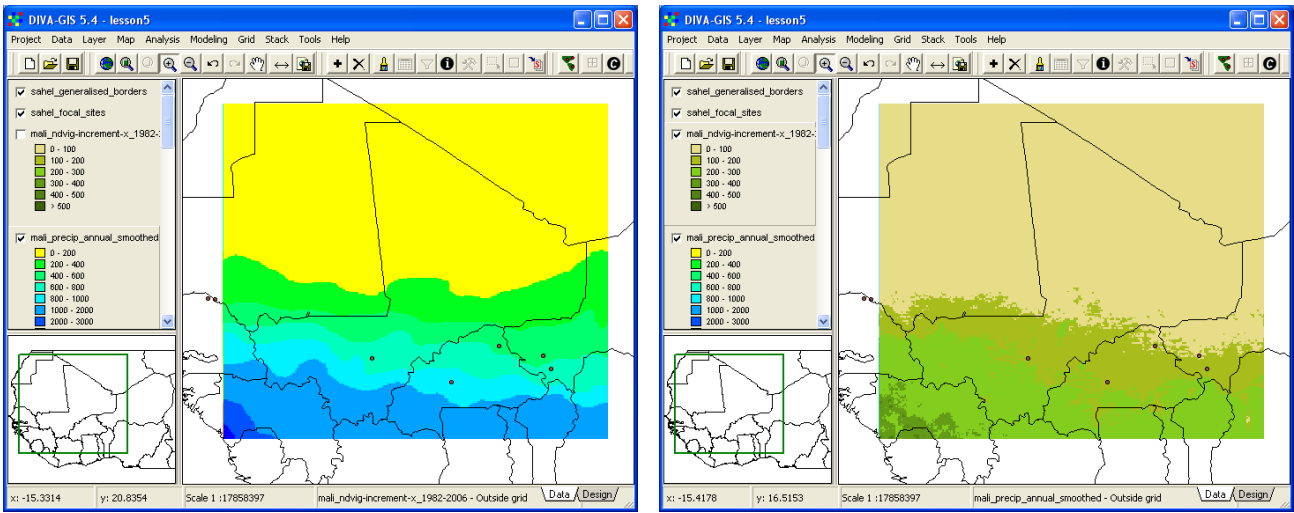 DIVA-GIS 5.4 - lesson5
Project Data Layer Map Analysis Modeling Grid Stack Tools Help
sahel_generalised_borders
sahel_focal_sites
mali_ndvig-increment-x_1982-
0 - 100
100 - 200
200 - 300
300 - 400
400 - 500
> 500
mali_precip_annual_smoothed
0 - 200
200 - 400
400 - 600
600 - 800
800 - 1000
1000 - 2000
2000 - 3000
x: -15.3314 y: 20.8354 Scale 1 :17858397 mali_ndvig-increment-x_1982-2006 - Outside grid Data Design
DIVA-GIS 5.4 - lesson5
Project Data Layer Map Analysis Modeling Grid Stack Tools Help
sahel_generalised_borders
sahel_focal_sites
mali_ndvig-increment-x_1982-
0 - 100
100 - 200
200 - 300
300 - 400
400 - 500
> 500
mali_precip_annual_smoothed
0 - 200
200 - 400
400 - 600
600 - 800
800 - 1000
1000 - 2000
2000 - 3000
x: -15.4178 y: 16.5153 Scale 1 :17858397 mali_precip_annual_smoothed - Outside grid Data Design